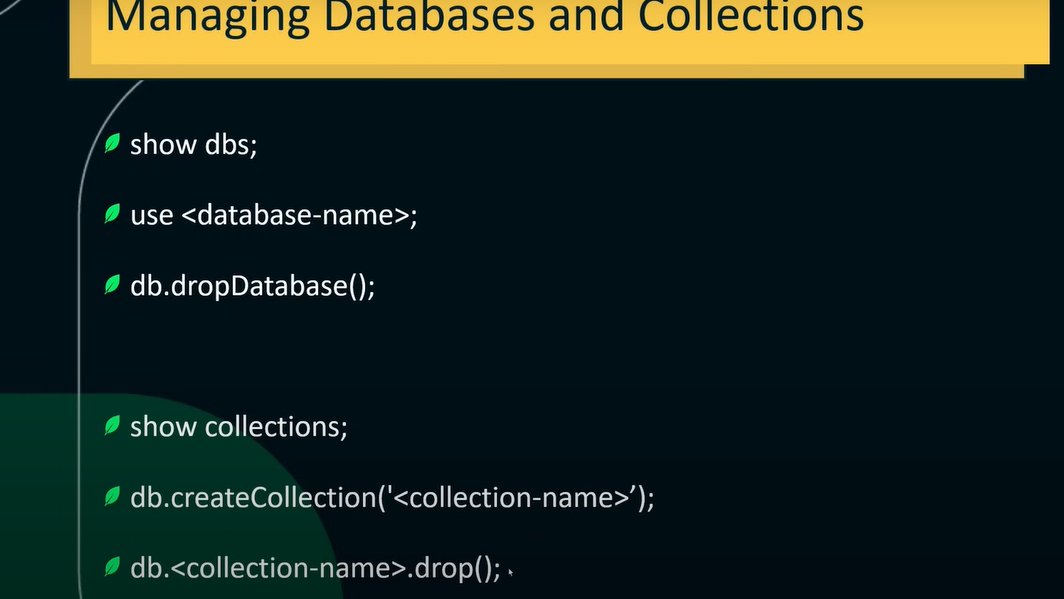 Managing Databases and Collections
show dbs;
use <database-name>;
db.dropDatabase();
show collections;
db.createCollection('<collection-name>’);
db.<collection-name>.drop();